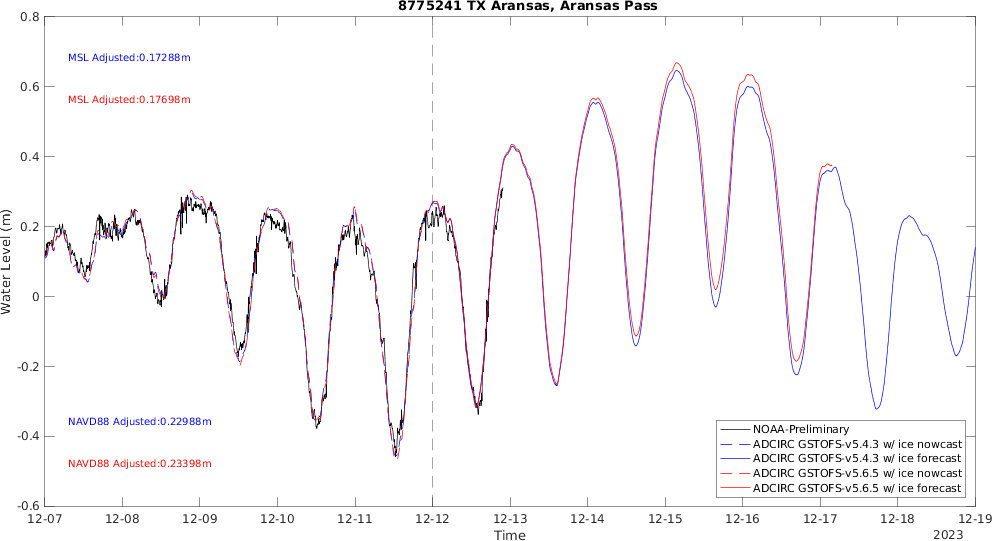 8775241 TX Aransas, Aransas Pass
0.8
0.6
0.4
0.2
0
-0.2
-0.4
-0.6
Water Level (m)
MSL Adjusted:0.17288m
MSL Adjusted:0.17698m
NAVD88 Adjusted:0.22988m
NAVD88 Adjusted:0.23398m
NOAA-Preliminary
ADCIRC GSTOFS-v5.4.3 w/ ice nowcast
ADCIRC GSTOFS-v5.4.3 w/ ice forecast
ADCIRC GSTOFS-v5.6.5 w/ ice nowcast
ADCIRC GSTOFS-v5.6.5 w/ ice forecast
12-07 12-08 12-09 12-10 12-11 12-12 12-13 12-14 12-15 12-16 12-17 12-18 12-19
Time
2023